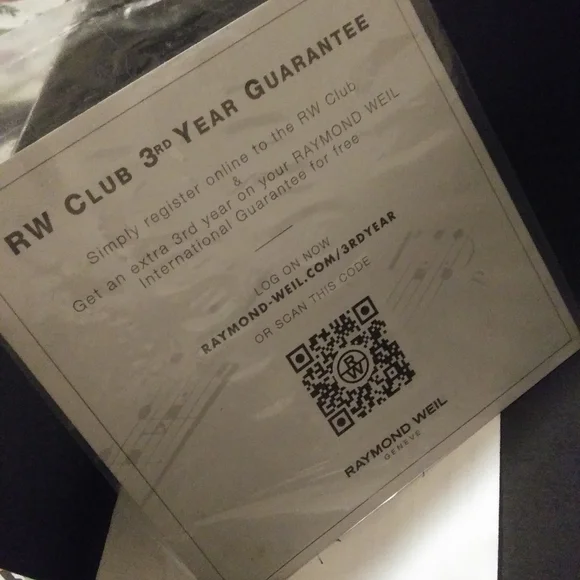 RW CLUB 3RD YEAR GUARANTEE
Simply register online to the RW Club
&
Get an extra 3rd year on your RAYMOND WEIL
International Guarantee for free
LOG ON NOW
RAYMOND-WEIL.COM/3RDYEAR
OR SCAN THIS CODE
RW
RAYMOND WEIL
GENEVE